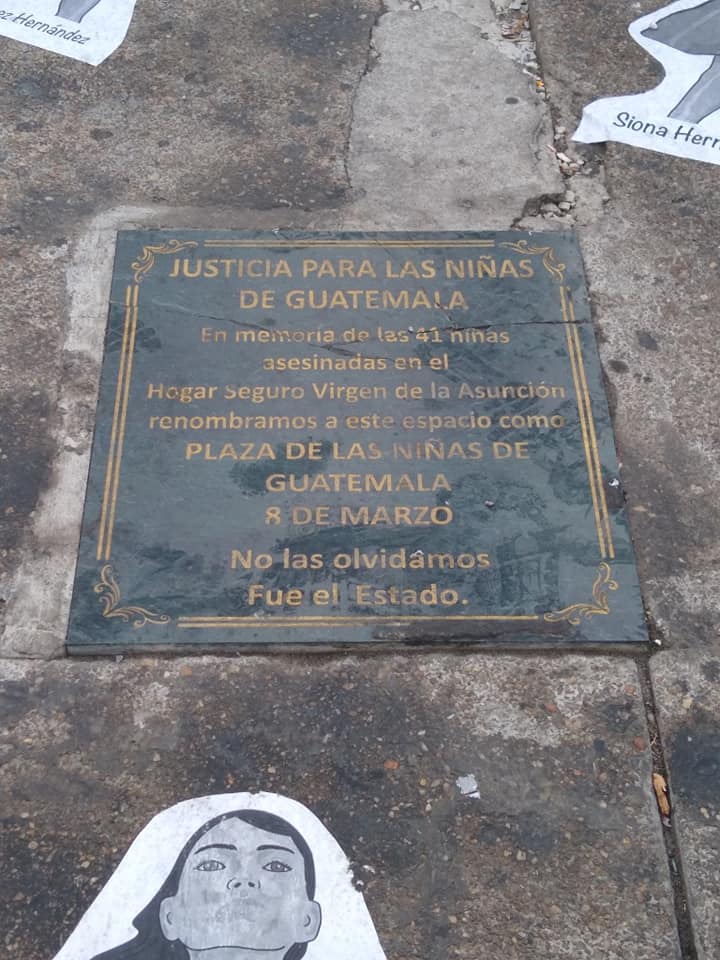 ez Hernández
Siona Hern
JUSTICIA PARA LAS NIÑAS
DE GUATEMALA
En memoria de las 41 niñas
asesinadas en el
Hogar Seguro Virgen de la Asunción
renombramos a este espacio como
PLAZA DE LAS NIÑAS DE
GUATEMALA
8 DE MARZO
No las olvidamos
Fue el Estado.